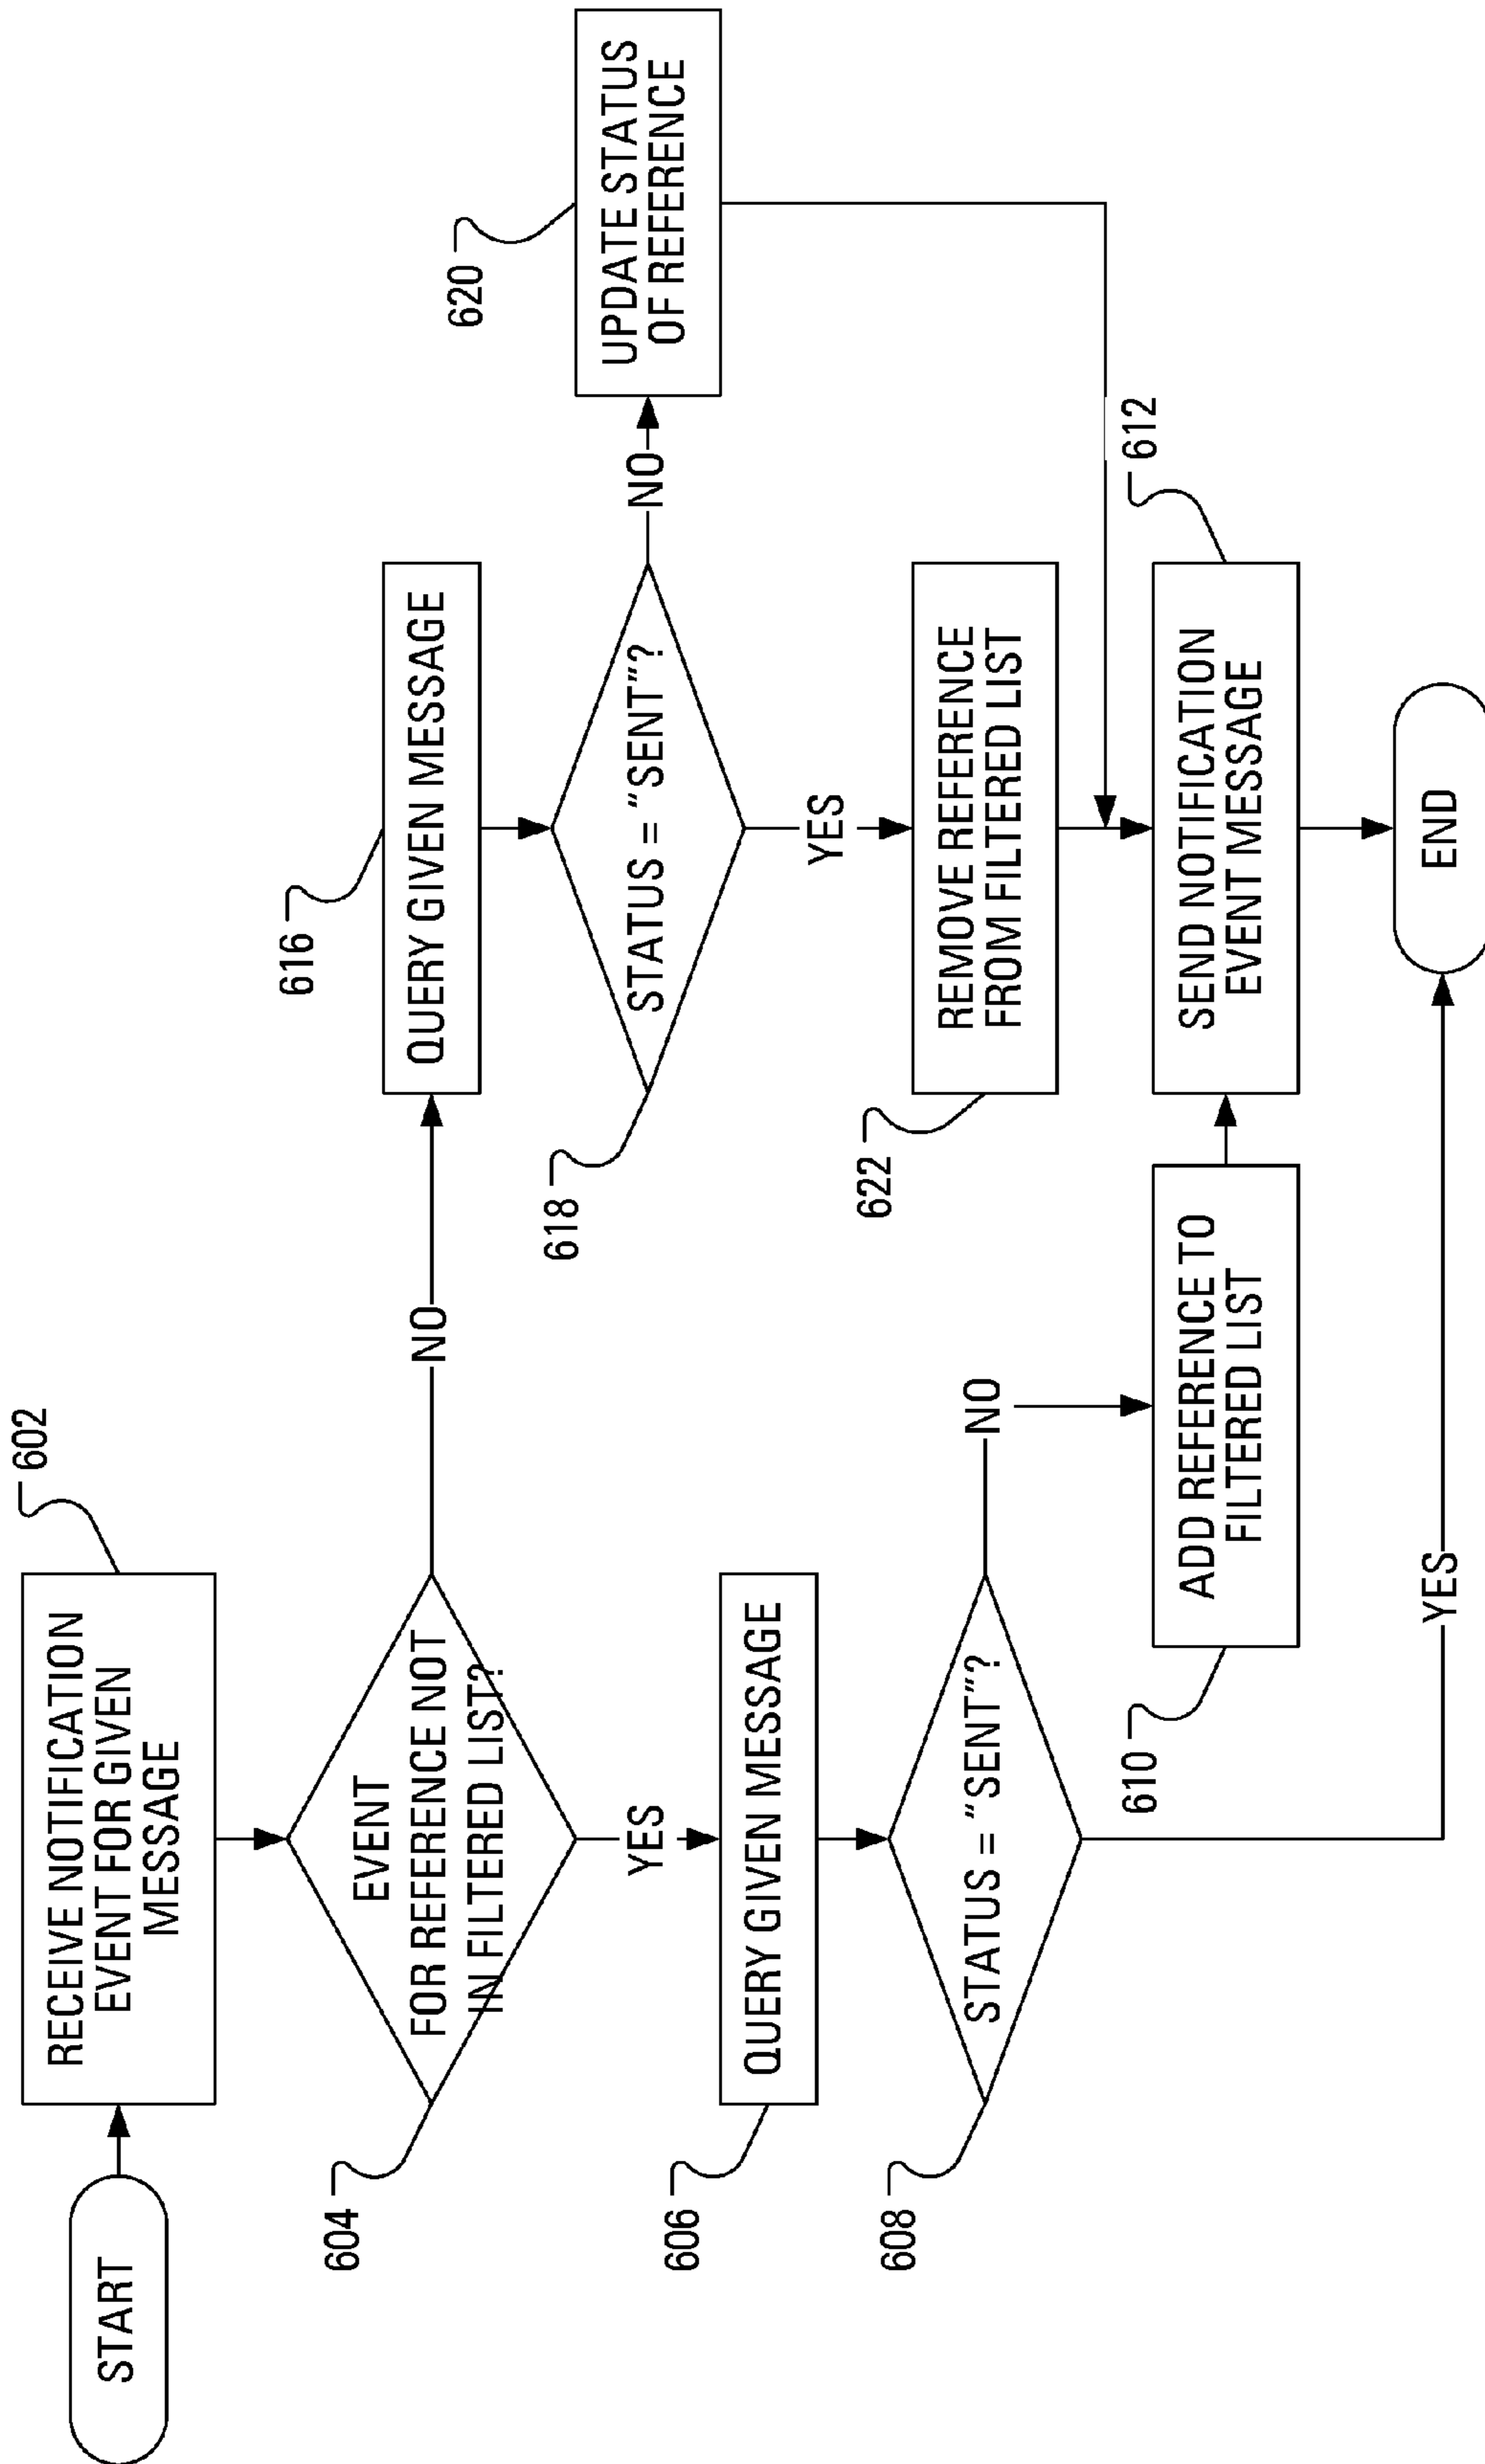 START
RECEIVE NOTIFICATION
EVENT FOR GIVEN
MESSAGE
602
EVENT
FOR REFERENCE NOT
IN FILTERED LIST?
604
NO
YES
QUERY GIVEN MESSAGE
606
STATUS = "SENT"?
608
NO
YES
ADD REFERENCE TO
FILTERED LIST
610
QUERY GIVEN MESSAGE
616
STATUS = "SENT"?
618
NO
YES
UPDATE STATUS
OF REFERENCE
620
REMOVE REFERENCE
FROM FILTERED LIST
622
SEND NOTIFICATION
EVENT MESSAGE
612
END